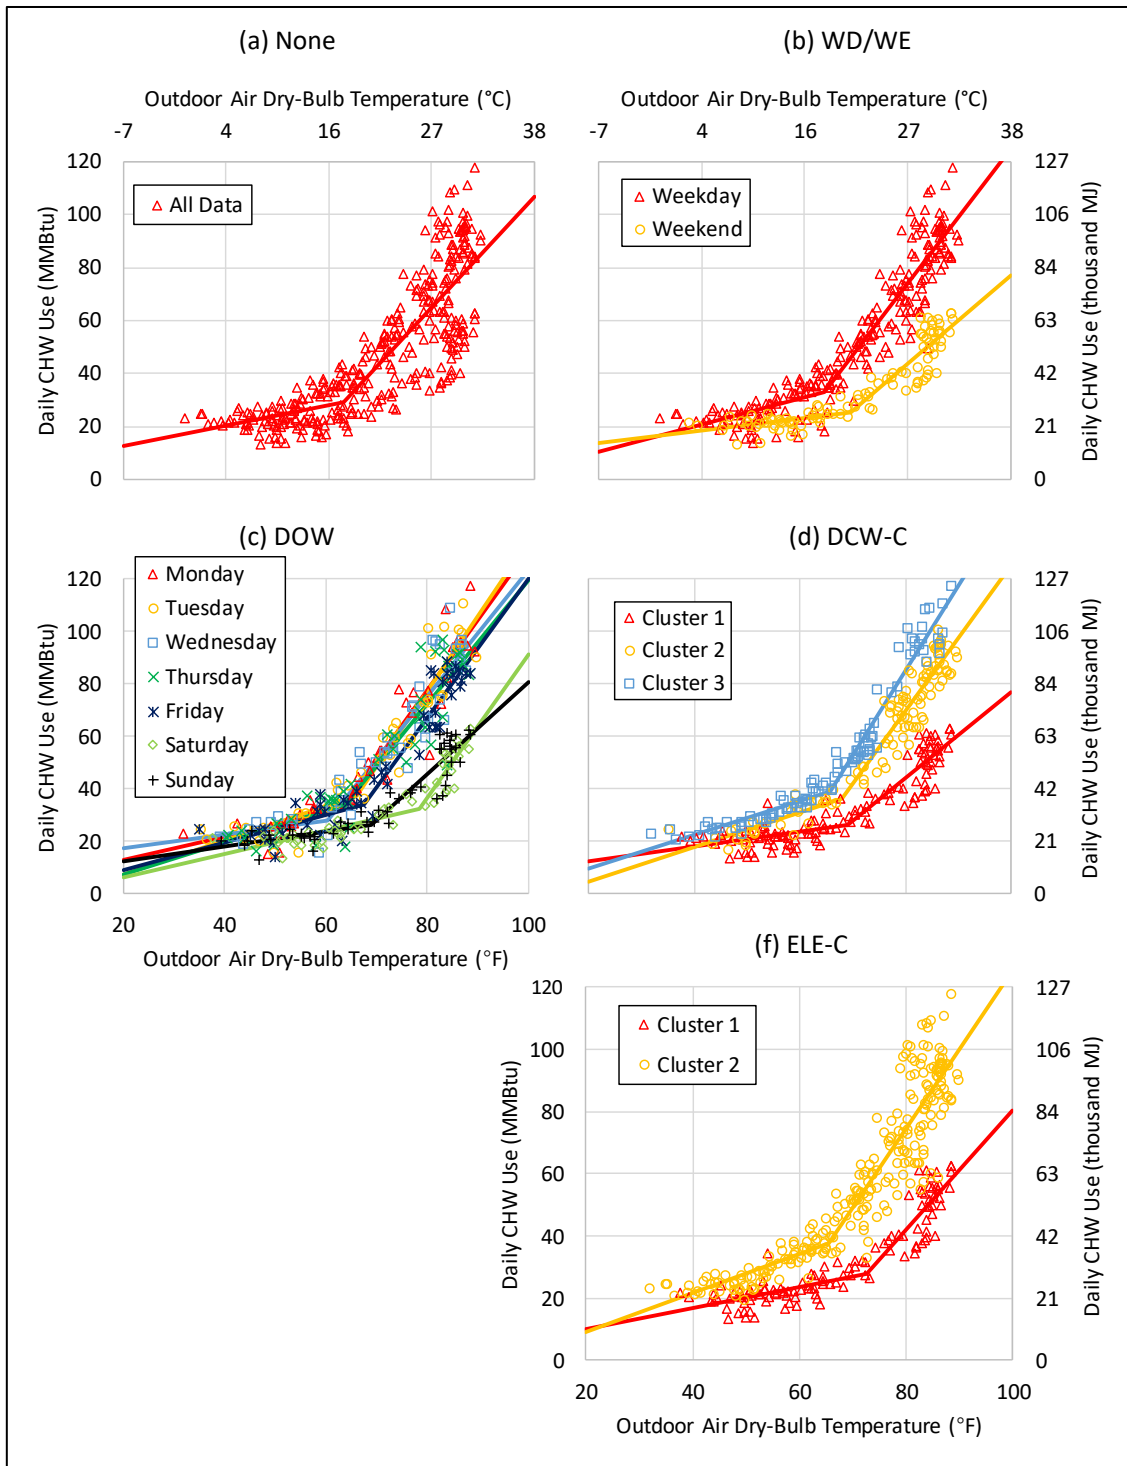 (a) None
(b) WD/WE
Outdoor Air Dry-Bulb Temperature (°C)
Outdoor Air Dry-Bulb Temperature (°C)
-7 4 16 27 38
-7 4 16 27 38
Daily CHW Use (MMBtu)
120
100
80
60
40
20
0
All Data
Weekday
Weekend
127
106
84
63
42
21
0
Daily CHW Use (thousand MJ)
(c) DOW
(d) DCW-C
Daily CHW Use (MMBtu)
120
100
80
60
40
20
0
Monday
Tuesday
Wednesday
Thursday
Friday
Saturday
Sunday
20 40 60 80 100
Outdoor Air Dry-Bulb Temperature (°F)
Cluster 1
Cluster 2
Cluster 3
127
106
84
63
42
21
0
Daily CHW Use (thousand MJ)
(f) ELE-C
Daily CHW Use (MMBtu)
120
100
80
60
40
20
0
Cluster 1
Cluster 2
127
106
84
63
42
21
0
Daily CHW Use (thousand MJ)
20 40 60 80 100
Outdoor Air Dry-Bulb Temperature (°F)